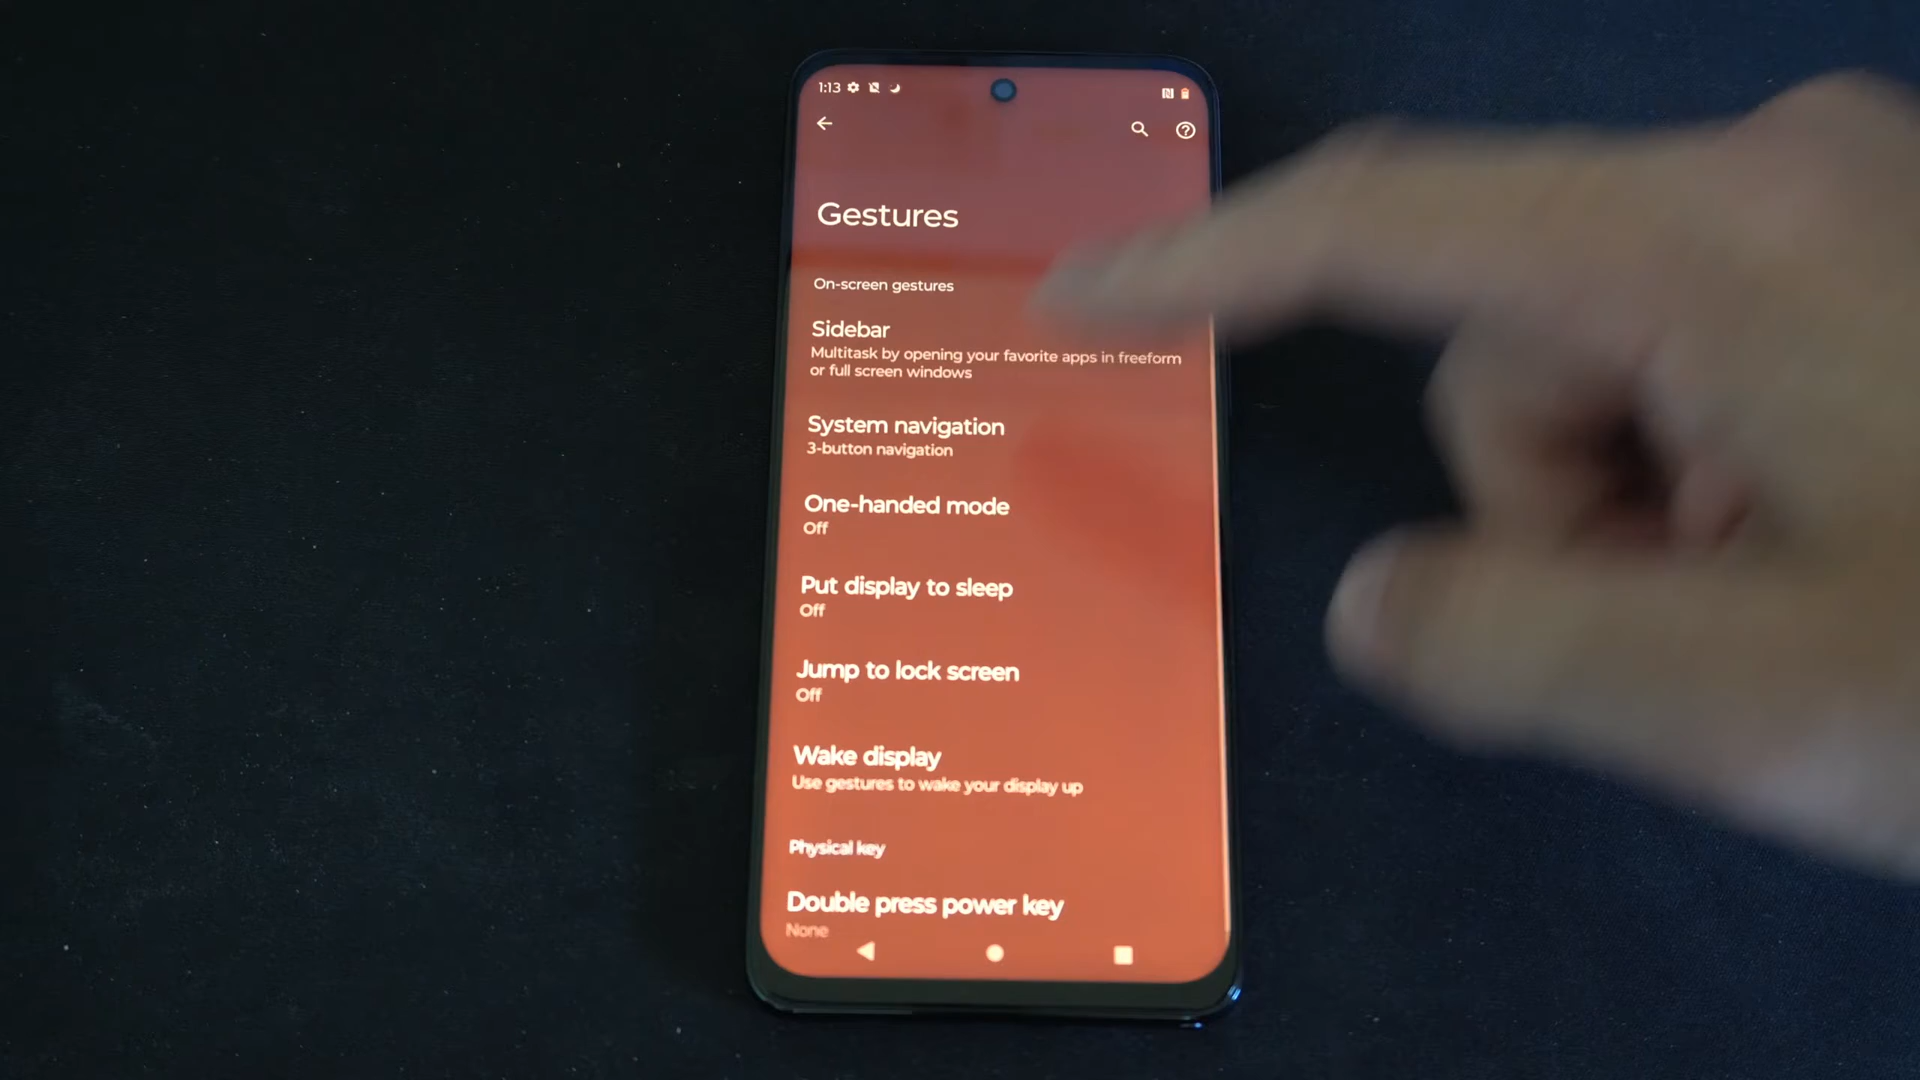 1:13
Gestures
On-screen gestures
Sidebar
Multitask by opening your favorite apps in freeform
or full screen windows
System navigation
3-button navigation
One-handed mode
Off
Put display to sleep
Off
Jump to lock screen
Off
Wake display
Use gestures to wake your display up
Physical key
Double press power key
None